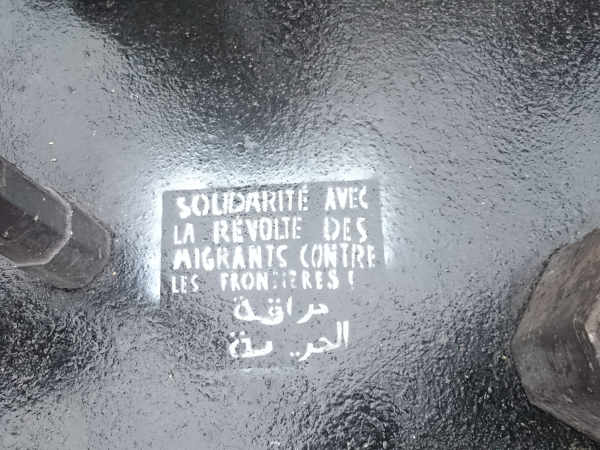 SOLIDARITÉ AVEC
LA RÉVOLTE DES
MIGRANTS CONTRE
LES FRONTIÈRES !
حراقة
الحرية